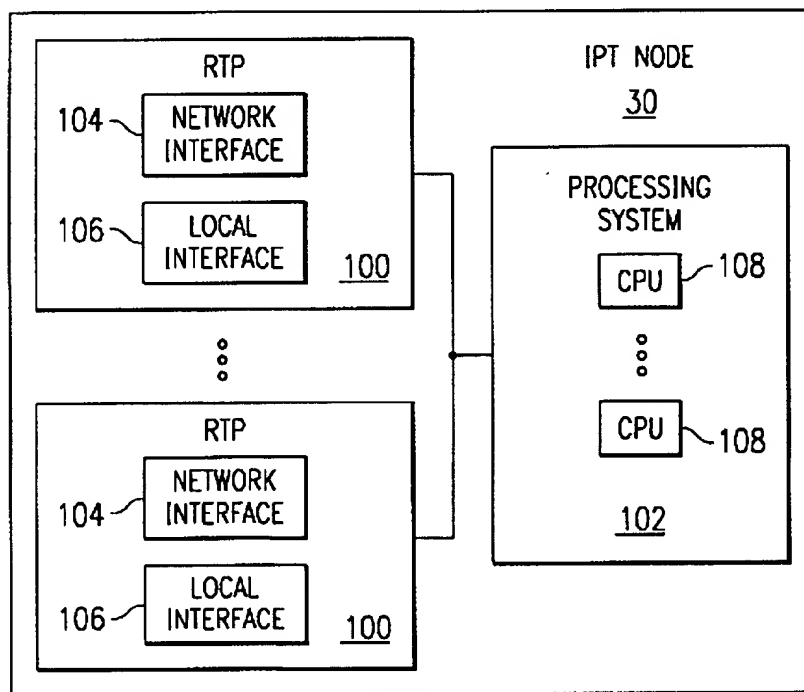 RTP
104
NETWORK
INTERFACE
106
LOCAL
INTERFACE
100
RTP
104
NETWORK
INTERFACE
106
LOCAL
INTERFACE
100
IPT NODE
30
PROCESSING
SYSTEM
CPU
108
CPU
108
102